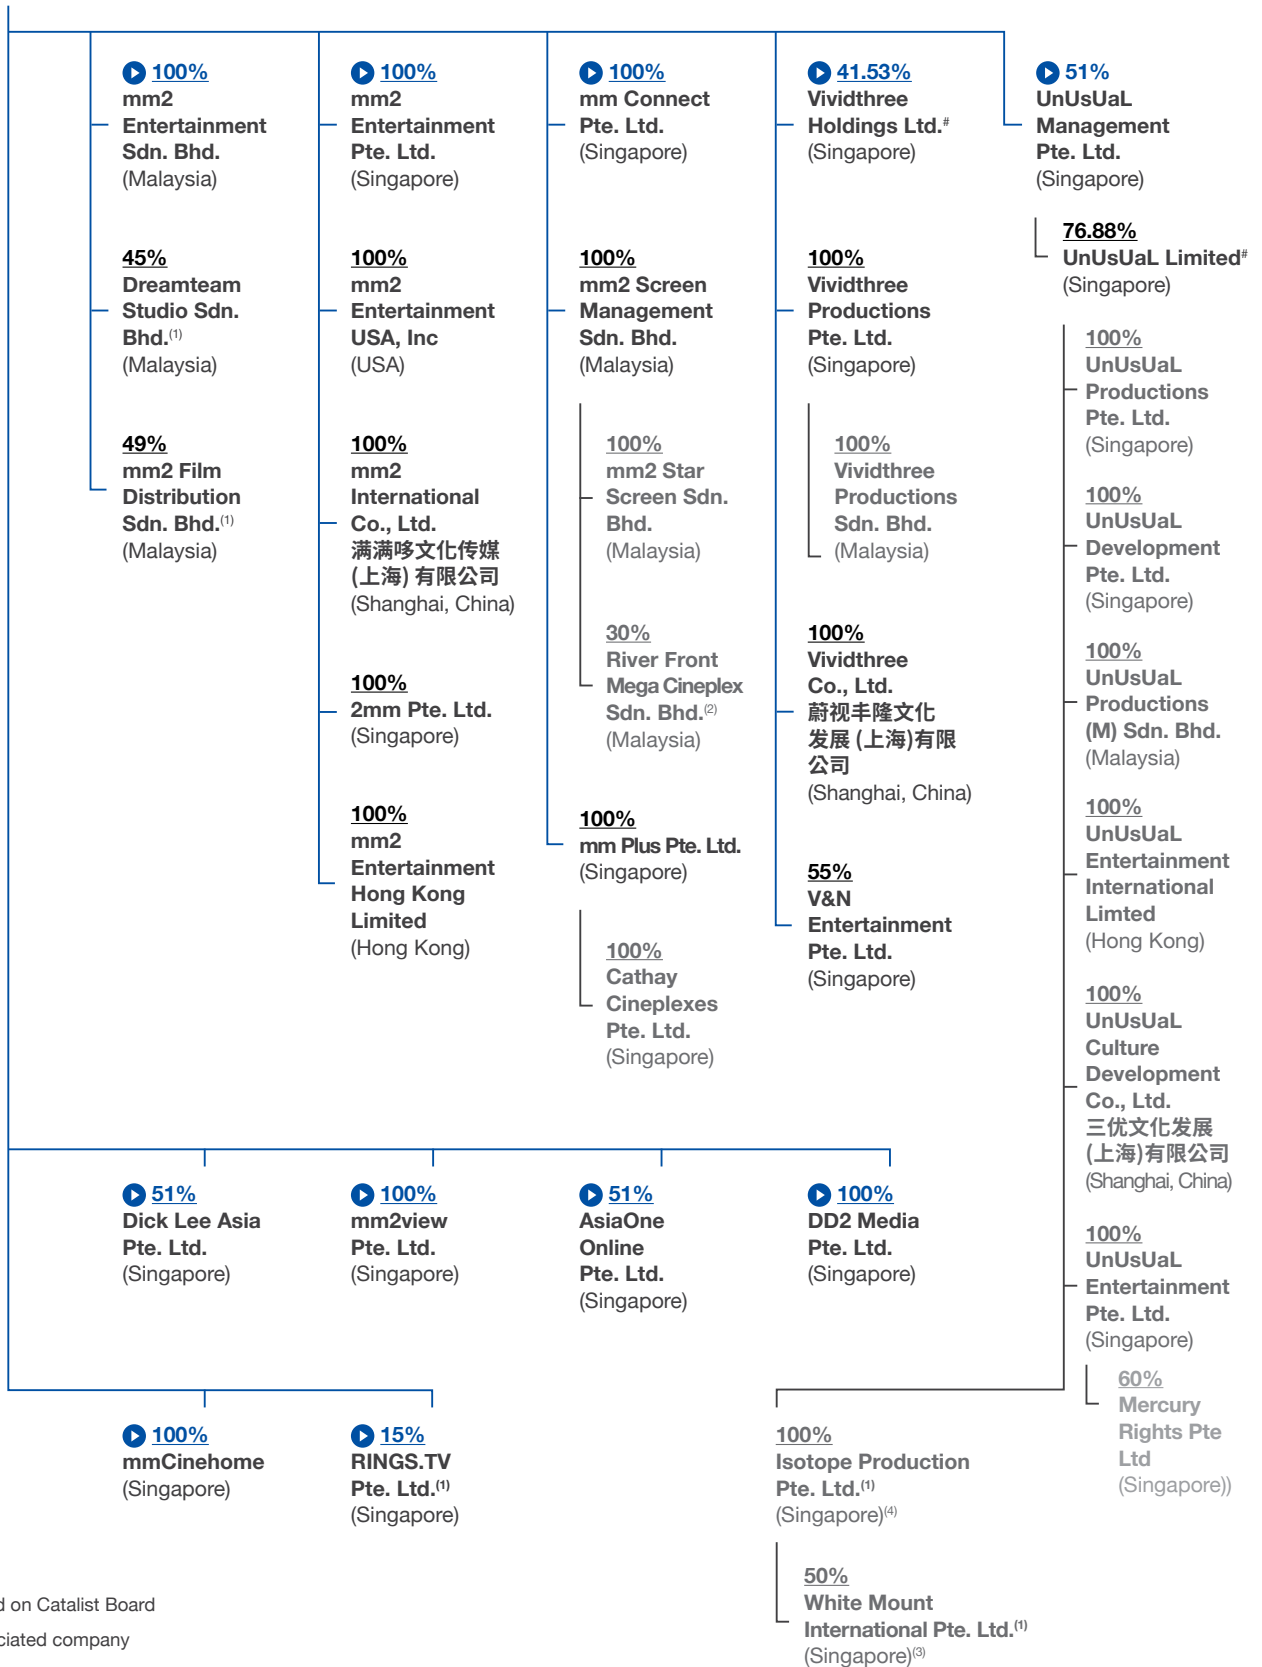 100%
mm2
Entertainment
Sdn. Bhd.
(Malaysia)
45%
Dreamteam
Studio Sdn.
Bhd.(1)
(Malaysia)
49%
mm2 Film
Distribution
Sdn. Bhd.(1)
(Malaysia)
100%
mm2
Entertainment
Pte. Ltd.
(Singapore)
100%
mm2
Entertainment
USA, Inc
(USA)
100%
mm2
International
Co., Ltd.
满满哆文化传媒
(上海) 有限公司
(Shanghai, China)
100%
2mm Pte. Ltd.
(Singapore)
100%
mm2
Entertainment
Hong Kong
Limited
(Hong Kong)
100%
mm Connect
Pte. Ltd.
(Singapore)
100%
mm2 Screen
Management
Sdn. Bhd.
(Malaysia)
100%
mm2 Star
Screen Sdn.
Bhd.
(Malaysia)
30%
River Front
Mega Cineplex
Sdn. Bhd.(2)
(Malaysia)
100%
mm Plus Pte. Ltd.
(Singapore)
100%
Cathay
Cineplexes
Pte. Ltd.
(Singapore)
41.53%
Vividthree
Holdings Ltd.#
(Singapore)
100%
Vividthree
Productions
Pte. Ltd.
(Singapore)
100%
Vividthree
Productions
Sdn. Bhd.
(Malaysia)
100%
Vividthree
Co., Ltd.
蔚视丰隆文化
发展 (上海)有限
公司
(Shanghai, China)
55%
V&N
Entertainment
Pte. Ltd.
(Singapore)
51%
UnUsUaL
Management
Pte. Ltd.
(Singapore)
76.88%
UnUsUaL Limited#
(Singapore)
100%
UnUsUaL
Productions
Pte. Ltd.
(Singapore)
100%
UnUsUaL
Development
Pte. Ltd.
(Singapore)
100%
UnUsUaL
Productions
(M) Sdn. Bhd.
(Malaysia)
100%
UnUsUaL
Entertainment
International
Limted
(Hong Kong)
100%
UnUsUaL
Culture
Development
Co., Ltd.
三优文化发展
(上海)有限公司
(Shanghai, China)
100%
UnUsUaL
Entertainment
Pte. Ltd.
(Singapore)
60%
Mercury
Rights Pte
Ltd
(Singapore))
51%
Dick Lee Asia
Pte. Ltd.
(Singapore)
100%
mm2view
Pte. Ltd.
(Singapore)
51%
AsiaOne
Online
Pte. Ltd.
(Singapore)
100%
DD2 Media
Pte. Ltd.
(Singapore)
100%
mmCinehome
(Singapore)
15%
RINGS.TV
Pte. Ltd.(1)
(Singapore)
100%
Isotope Production
Pte. Ltd.(1)
(Singapore)(4)
50%
White Mount
International Pte. Ltd.(1)
(Singapore)(3)
d on Catalist Board
ciated company